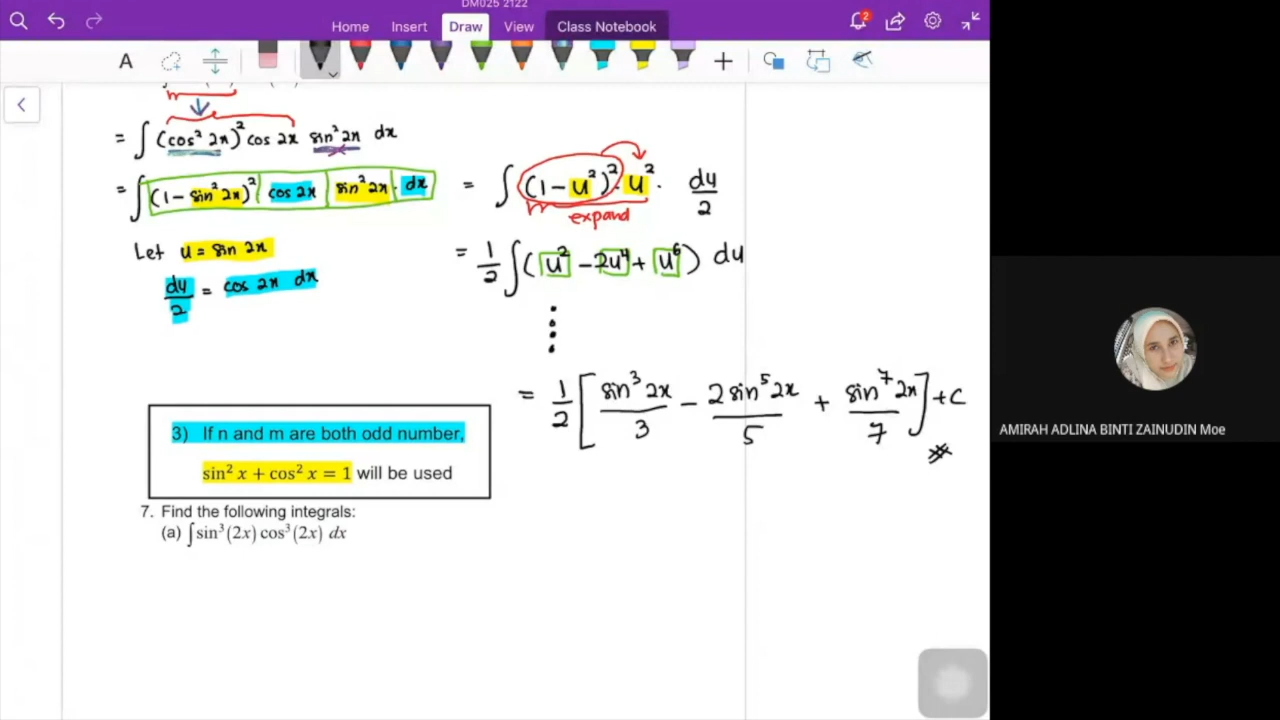 DM025 2122
Home Insert Draw View Class Notebook
2
A
= ∫ (cos² 2x)² cos 2x sin² 2x dx
= ∫ (1 − sin² 2x)² cos 2x sin² 2x · dx
Let u = sin 2x
du/2 = cos 2x dx
= ∫ (1 − u²)² · u² · du/2
expand
= 1/2 ∫ (u² − 2u⁴ + u⁶) du
= 1/2 [ sin³ 2x/3 − 2 sin⁵ 2x/5 + sin⁷ 2x/7 ] + C
3) If n and m are both odd number,
sin² x + cos² x = 1 will be used
7. Find the following integrals:
(a) ∫ sin³ (2x) cos³ (2x) dx
AMIRAH ADLINA BINTI ZAINUDIN Moe